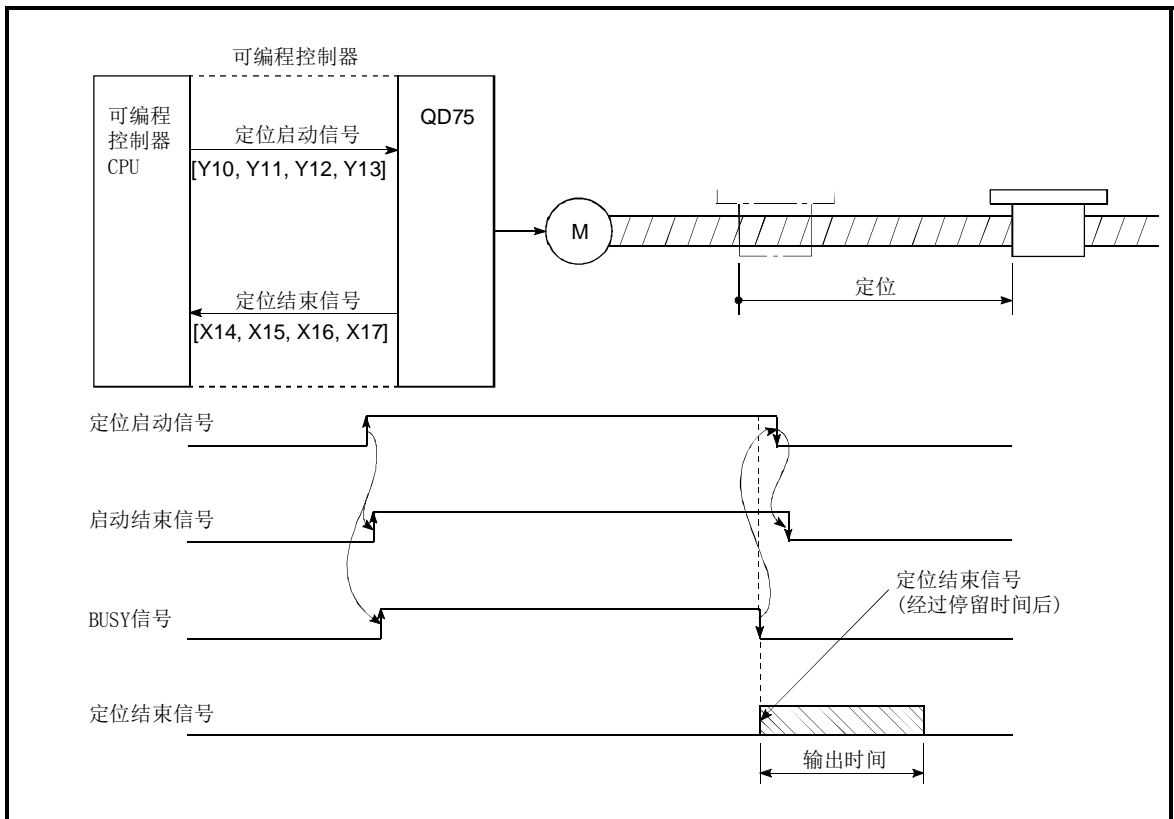 可编程控制器
可编程
控制器
CPU
QD75
定位启动信号
[Y10, Y11, Y12, Y13]
定位结束信号
[X14, X15, X16, X17]
M
定位
定位启动信号
启动结束信号
BUSY信号
定位结束信号
(经过停留时间后)
定位结束信号
输出时间